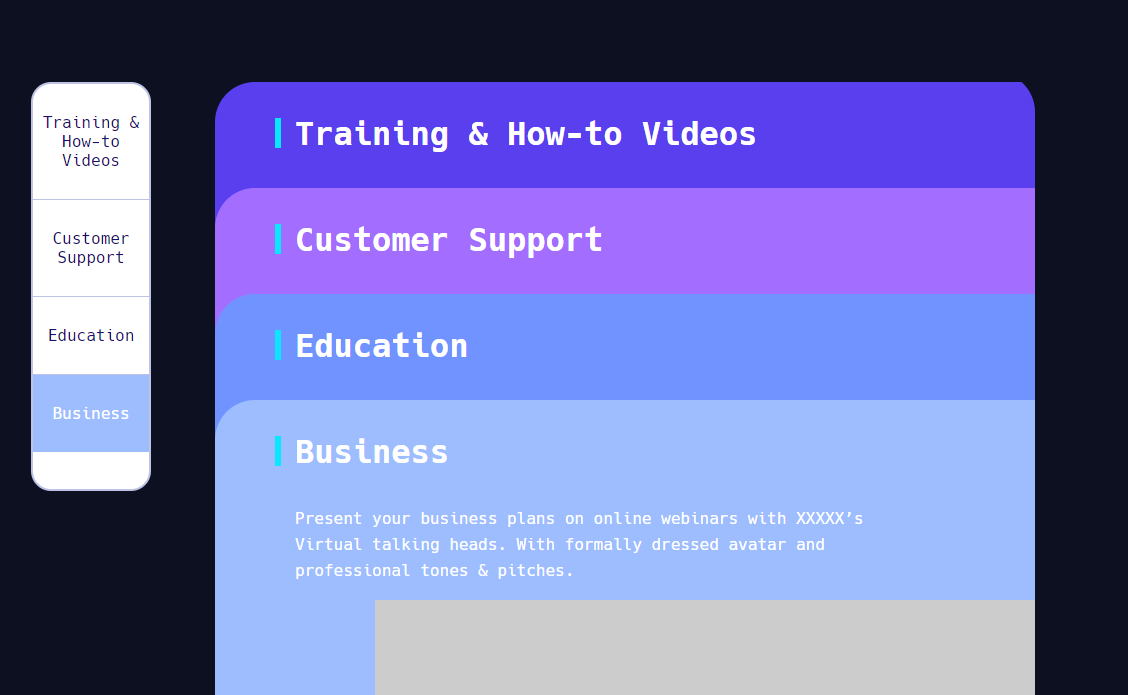 Training &
How-to
Videos
Customer
Support
Education
Business
Training & How-to Videos
Customer Support
Education
Business
Present your business plans on online webinars with XXXXX’s
Virtual talking heads. With formally dressed avatar and
professional tones & pitches.